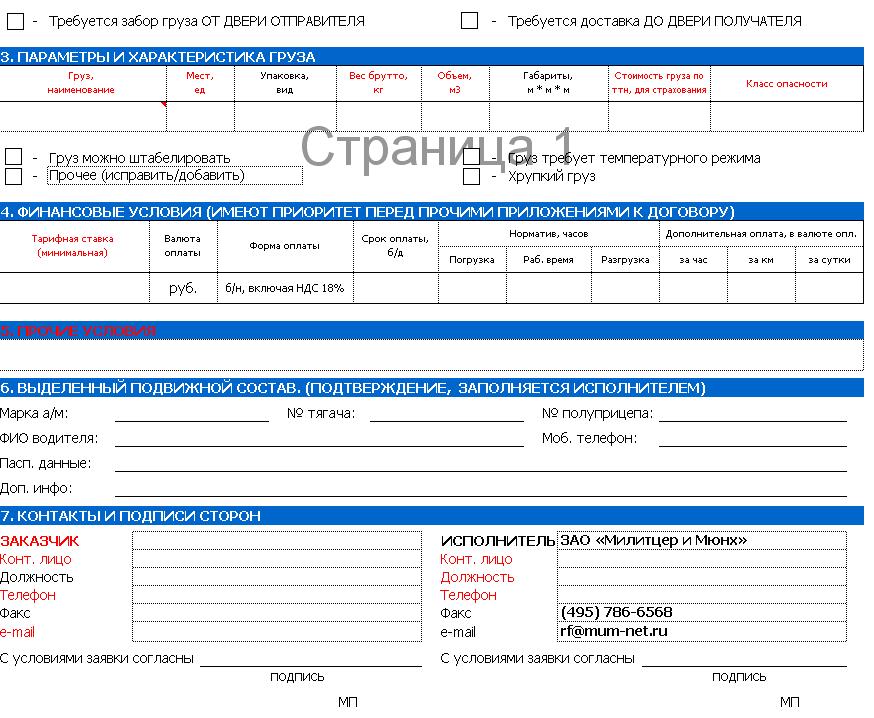 - Требуется забор груза ОТ ДВЕРИ ОТПРАВИТЕЛЯ - Требуется доставка ДО ДВЕРИ ПОЛУЧАТЕЛЯ
3. ПАРАМЕТРЫ И ХАРАКТЕРИСТИКА ГРУЗА
Груз, наименование Мест, ед Упаковка, вид Вес брутто, кг Объем, м3 Габариты, м * м * м Стоимость груза по ттн, для страхования Класс опасности
Страница 1
- Груз можно штабелировать - Груз требует температурного режима
- Прочее (исправить/добавить) - Хрупкий груз
4. ФИНАНСОВЫЕ УСЛОВИЯ (ИМЕЮТ ПРИОРИТЕТ ПЕРЕД ПРОЧИМИ ПРИЛОЖЕНИЯМИ К ДОГОВОРУ)
Тарифная ставка (минимальная) Валюта оплаты Форма оплаты Срок оплаты, б/д Норматив, часов Дополнительная оплата, в валюте опл.
Погрузка Раб. время Разгрузка за час за км за сутки
руб. б/н, включая НДС 18%
5. ПРОЧИЕ УСЛОВИЯ
6. ВЫДЕЛЕННЫЙ ПОДВИЖНОЙ СОСТАВ. (ПОДТВЕРЖДЕНИЕ, ЗАПОЛНЯЕТСЯ ИСПОЛНИТЕЛЕМ)
Марка а/м: № тягача: № полуприцепа:
ФИО водителя: Моб. телефон:
Пасп. данные:
Доп. инфо:
7. КОНТАКТЫ И ПОДПИСИ СТОРОН
ЗАКАЗЧИК ИСПОЛНИТЕЛЬ ЗАО «Милитцер и Мюнх»
Конт. лицо Конт. лицо
Должность Должность
Телефон Телефон
Факс Факс (495) 786-6568
e-mail e-mail rf@mum-net.ru
С условиями заявки согласны С условиями заявки согласны
подпись подпись
МП МП